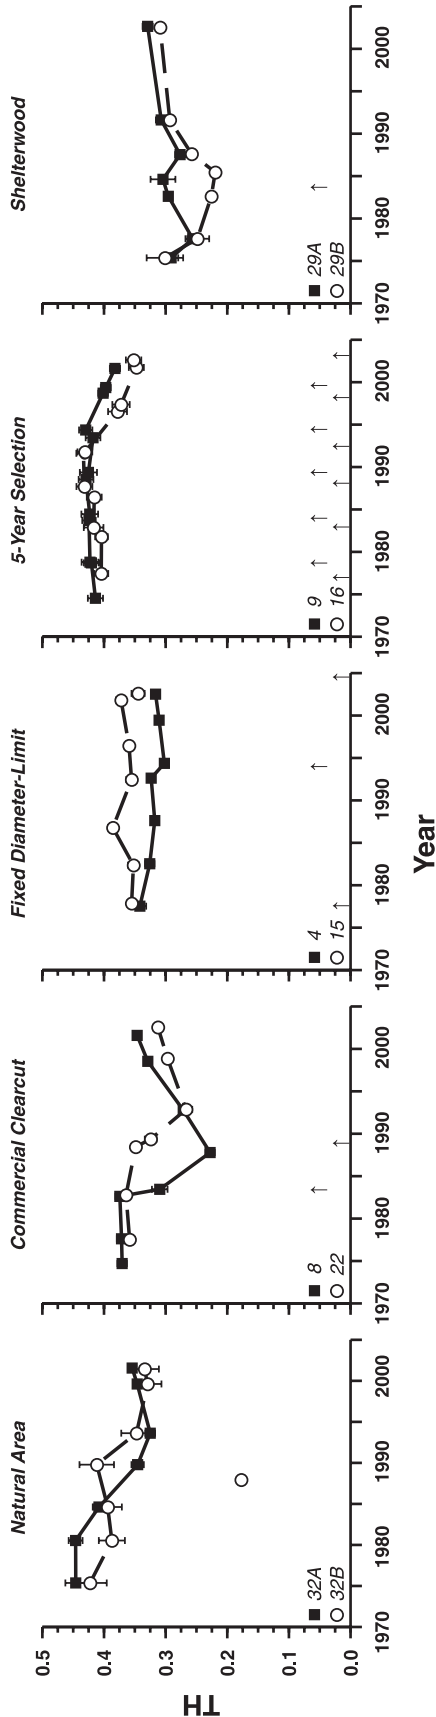 Natural Area
Commercial Clearcut
Fixed Diameter-Limit
5-Year Selection
Shelterwood
TH
0.5
0.4
0.3
0.2
0.1
0.0
32A
32B
8
22
4
15
9
16
29A
29B
1970 1980 1990 2000
1970 1980 1990 2000
1970 1980 1990 2000
1970 1980 1990 2000
1970 1980 1990 2000
Year